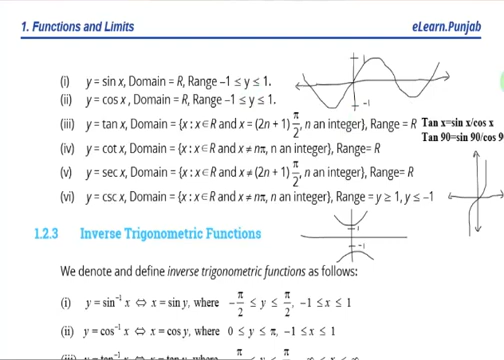 1. Functions and Limits eLearn.Punjab
1
(i) y = sin x, Domain = R, Range −1 ≤ y ≤ 1.
(ii) y = cos x , Domain = R, Range −1 ≤ y ≤ 1.
-1
(iii) y = tan x, Domain = {x : x ∈ R and x = (2n + 1) π/2, n an integer}, Range = R Tan x=sin x/cos x
Tan 90=sin 90/cos 9
(iv) y = cot x, Domain = {x : x ∈ R and x ≠ nπ, n an integer}, Range= R
(v) y = sec x, Domain = {x : x ∈ R and x ≠ (2n + 1) π/2, n an integer}, Range= R
(vi) y = csc x, Domain = {x : x ∈ R and x ≠ nπ, n an integer}, Range = y ≥ 1, y ≤ −1
1
1.2.3 Inverse Trigonometric Functions
-1
We denote and define inverse trigonometric functions as follows:
(i) y = sin⁻¹ x ⇔ x = sin y, where −π/2 ≤ y ≤ π/2, −1 ≤ x ≤ 1
(ii) y = cos⁻¹ x ⇔ x = cos y, where 0 ≤ y ≤ π, −1 ≤ x ≤ 1